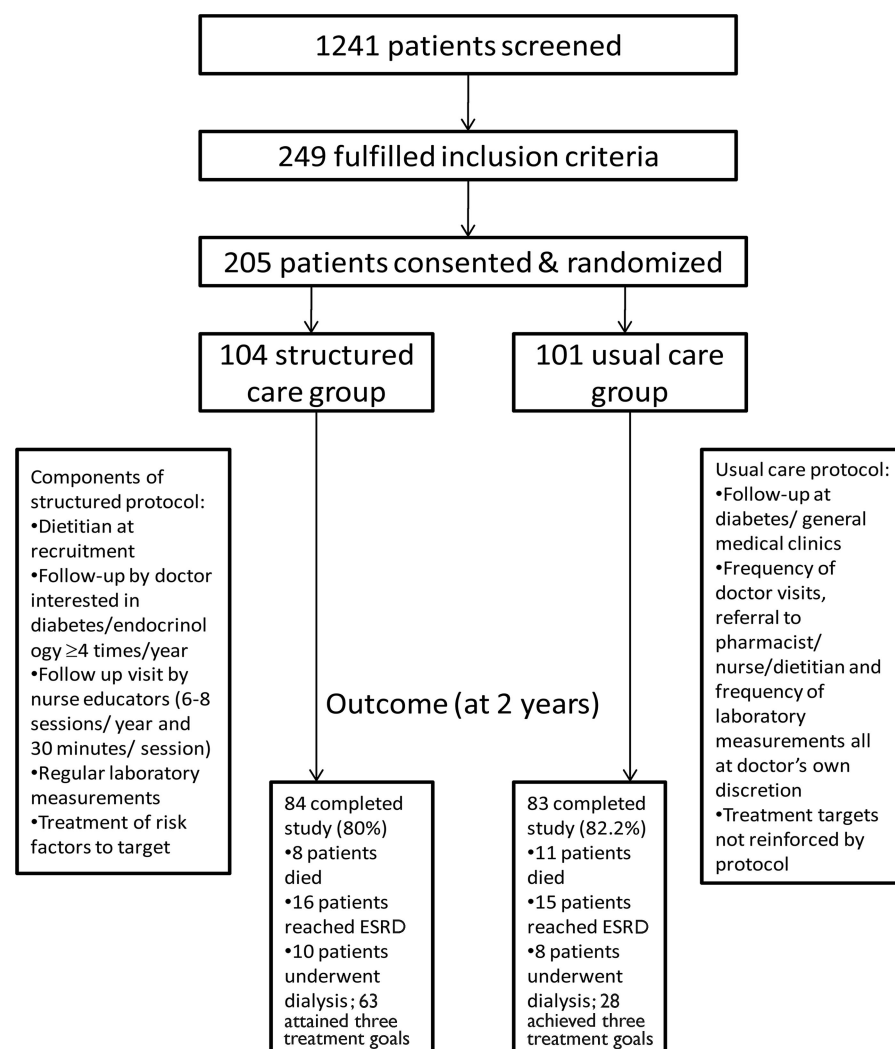 1241 patients screened
249 fulfilled inclusion criteria
205 patients consented & randomized
104 structured
care group
101 usual care
group
Components of
structured protocol:
•Dietitian at
recruitment
•Follow-up by doctor
interested in
diabetes/endocrinol
ogy ≥4 times/year
•Follow up visit by
nurse educators (6-8
sessions/ year and
30 minutes/ session)
•Regular laboratory
measurements
•Treatment of risk
factors to target
Usual care protocol:
•Follow-up at
diabetes/ general
medical clinics
•Frequency of
doctor visits,
referral to
pharmacist/
nurse/dietitian and
frequency of
laboratory
measurements all
at doctor's own
discretion
•Treatment targets
not reinforced by
protocol
Outcome (at 2 years)
84 completed
study (80%)
•8 patients
died
•16 patients
reached ESRD
•10 patients
underwent
dialysis; 63
attained three
treatment goals
83 completed
study (82.2%)
•11 patients
died
•15 patients
reached ESRD
•8 patients
underwent
dialysis; 28
achieved three
treatment goals